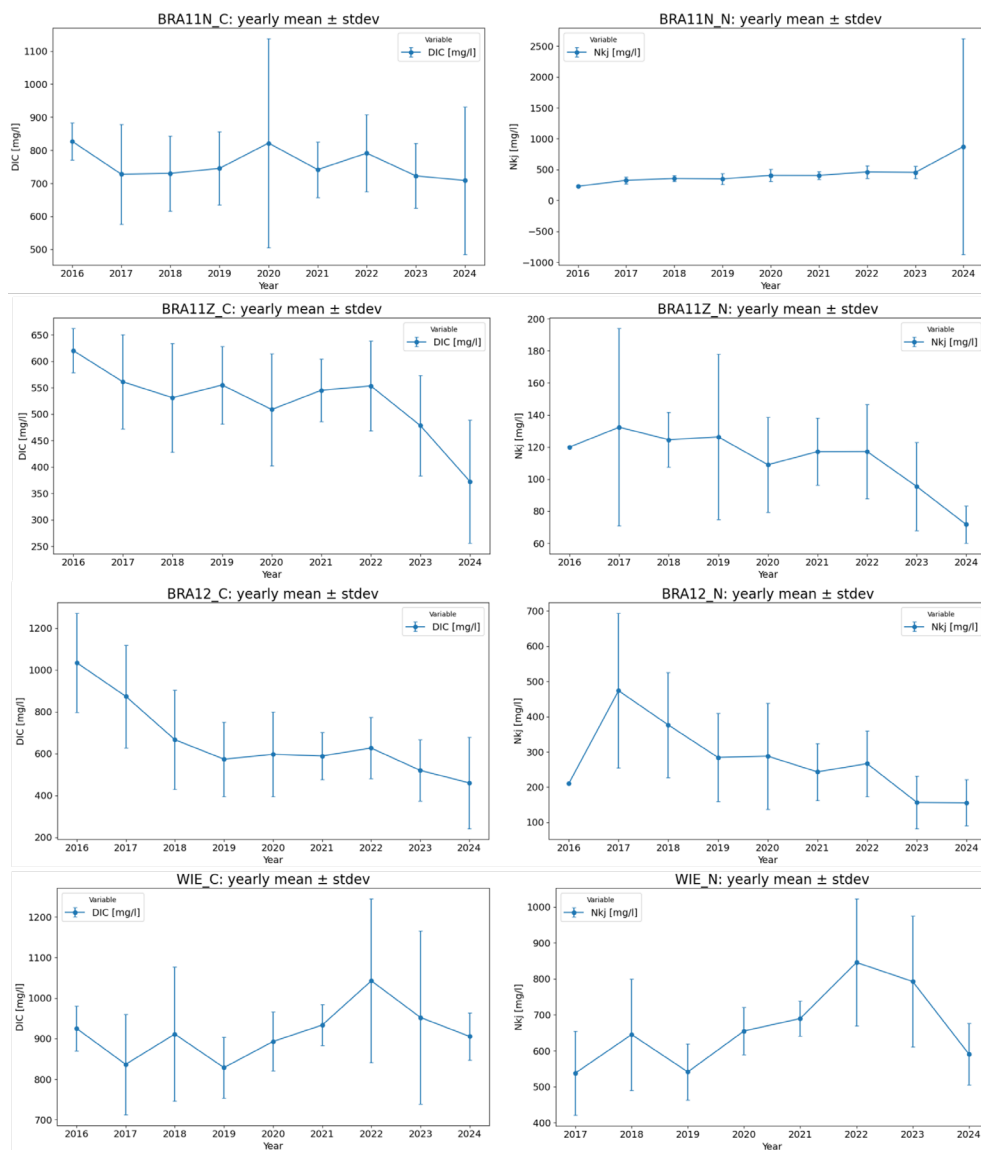 BRA11N_C: yearly mean ± stdev
Variable
DIC [mg/l]
1100
1000
900
800
700
600
500
DIC [mg/l]
2016 2017 2018 2019 2020 2021 2022 2023 2024
Year
BRA11N_N: yearly mean ± stdev
Variable
Nkj [mg/l]
2500
2000
1500
1000
500
0
−500
−1000
Nkj [mg/l]
2016 2017 2018 2019 2020 2021 2022 2023 2024
Year
BRA11Z_C: yearly mean ± stdev
Variable
DIC [mg/l]
650
600
550
500
450
400
350
300
250
DIC [mg/l]
2016 2017 2018 2019 2020 2021 2022 2023 2024
Year
BRA11Z_N: yearly mean ± stdev
Variable
Nkj [mg/l]
200
180
160
140
120
100
80
60
Nkj [mg/l]
2016 2017 2018 2019 2020 2021 2022 2023 2024
Year
BRA12_C: yearly mean ± stdev
Variable
DIC [mg/l]
1200
1000
800
600
400
200
DIC [mg/l]
2016 2017 2018 2019 2020 2021 2022 2023 2024
Year
BRA12_N: yearly mean ± stdev
Variable
Nkj [mg/l]
700
600
500
400
300
200
100
Nkj [mg/l]
2016 2017 2018 2019 2020 2021 2022 2023 2024
Year
WIE_C: yearly mean ± stdev
Variable
DIC [mg/l]
1200
1100
1000
900
800
700
DIC [mg/l]
2016 2017 2018 2019 2020 2021 2022 2023 2024
Year
WIE_N: yearly mean ± stdev
Variable
Nkj [mg/l]
1000
900
800
700
600
500
400
Nkj [mg/l]
2017 2018 2019 2020 2021 2022 2023 2024
Year